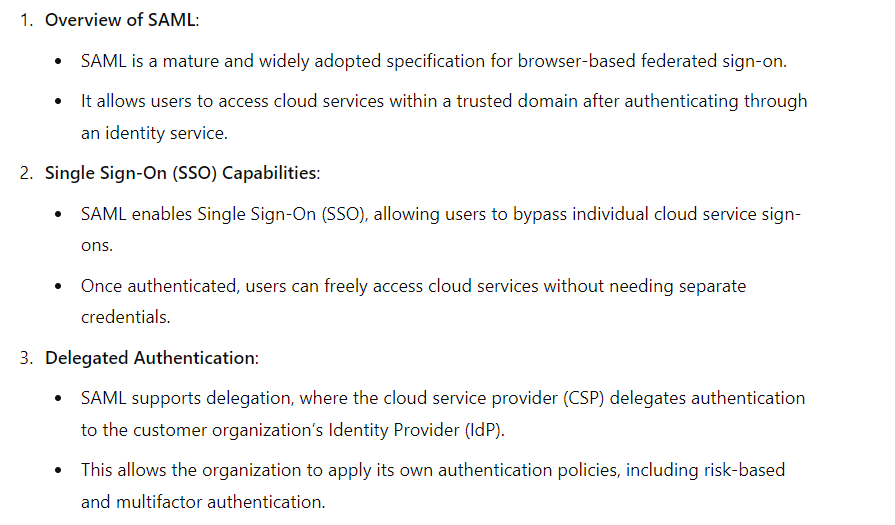 1. Overview of SAML:
• SAML is a mature and widely adopted specification for browser-based federated sign-on.
• It allows users to access cloud services within a trusted domain after authenticating through
an identity service.
2. Single Sign-On (SSO) Capabilities:
• SAML enables Single Sign-On (SSO), allowing users to bypass individual cloud service sign-
ons.
• Once authenticated, users can freely access cloud services without needing separate
credentials.
3. Delegated Authentication:
• SAML supports delegation, where the cloud service provider (CSP) delegates authentication
to the customer organization’s Identity Provider (IdP).
• This allows the organization to apply its own authentication policies, including risk-based
and multifactor authentication.